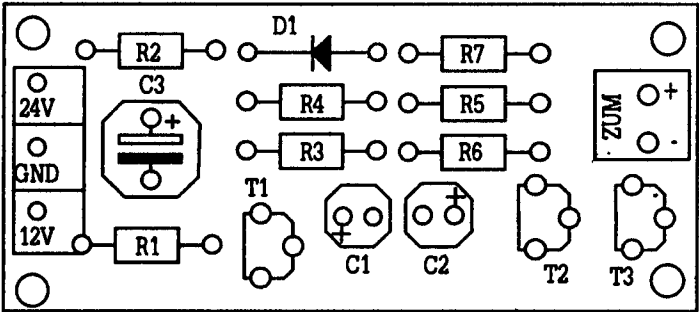 D1
R2
R7
C3
24V
R4
R5
ZUM
+
-
+
GND
R3
R6
T1
12V
R1
+
+
C1
C2
T2
T3